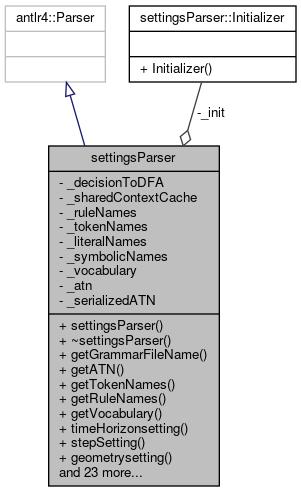 antlr4::Parser
settingsParser::Initializer
+ Initializer()
-_init
settingsParser
- _decisionToDFA
- _sharedContextCache
- _ruleNames
- _tokenNames
- _literalNames
- _symbolicNames
- _vocabulary
- _atn
- _serializedATN
+ settingsParser()
+ ~settingsParser()
+ getGrammarFileName()
+ getATN()
+ getTokenNames()
+ getRuleNames()
+ getVocabulary()
+ timeHorizonsetting()
+ stepSetting()
+ geometrysetting()
and 23 more...